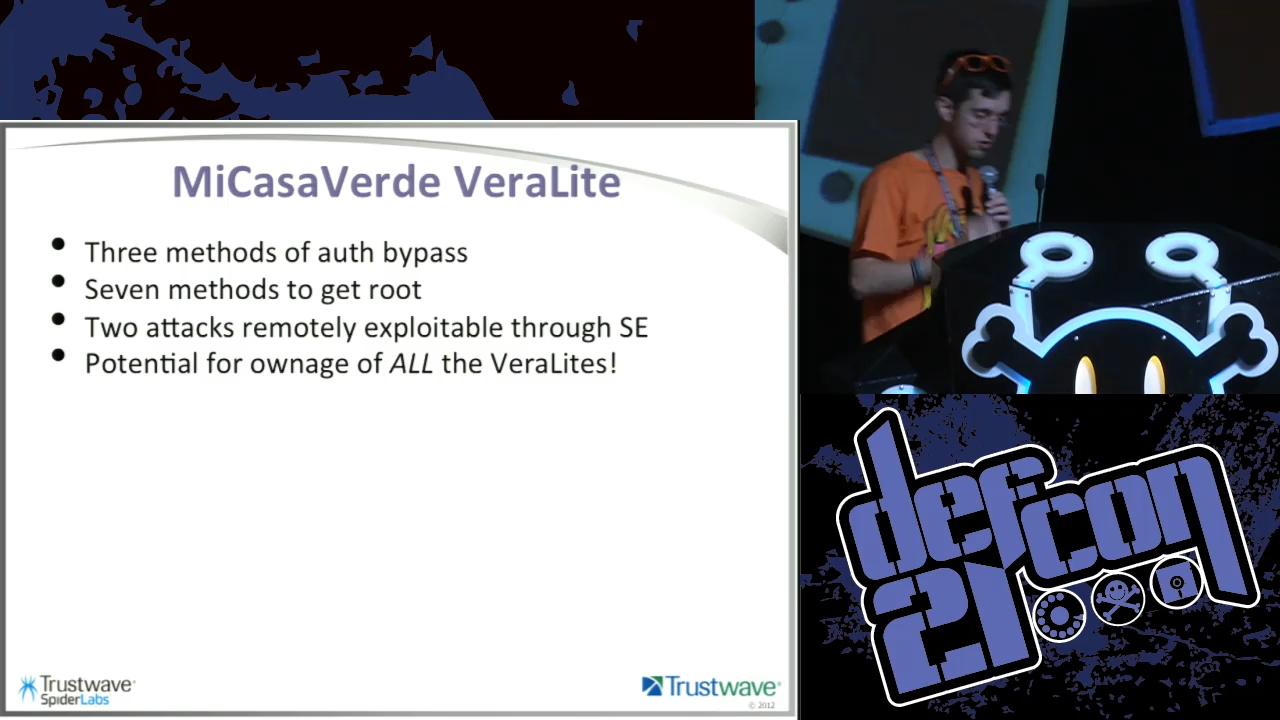 MiCasaVerde VeraLite
• Three methods of auth bypass
• Seven methods to get root
• Two attacks remotely exploitable through SE
• Potential for ownage of ALL the VeraLites!
Trustwave®
SpiderLabs
Trustwave®
© 2012
defcon
21